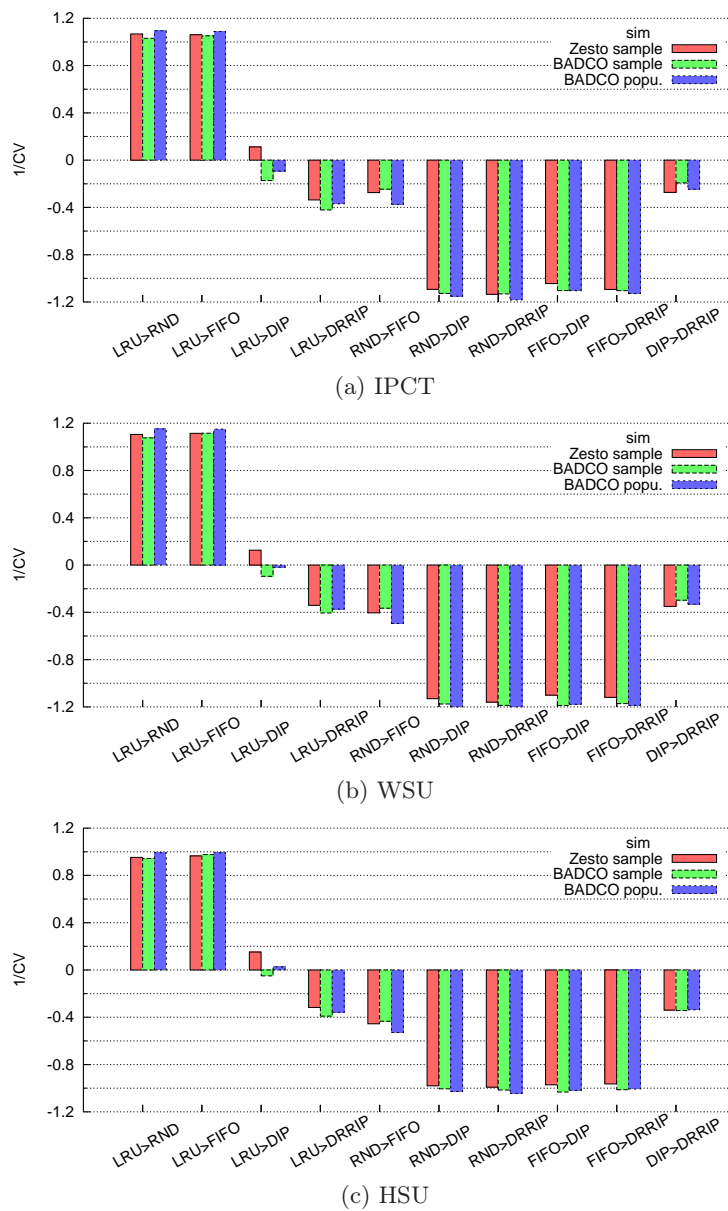 1.2
0.8
0.4
0
-0.4
-0.8
-1.2
1/CV
sim
Zesto sample
BADCO sample
BADCO popu.
LRU>RND
LRU>FIFO
LRU>DIP
LRU>DRRIP
RND>FIFO
RND>DIP
RND>DRRIP
FIFO>DIP
FIFO>DRRIP
DIP>DRRIP
(a) IPCT
1.2
0.8
0.4
0
-0.4
-0.8
-1.2
1/CV
sim
Zesto sample
BADCO sample
BADCO popu.
LRU>RND
LRU>FIFO
LRU>DIP
LRU>DRRIP
RND>FIFO
RND>DIP
RND>DRRIP
FIFO>DIP
FIFO>DRRIP
DIP>DRRIP
(b) WSU
1.2
0.8
0.4
0
-0.4
-0.8
-1.2
1/CV
sim
Zesto sample
BADCO sample
BADCO popu.
LRU>RND
LRU>FIFO
LRU>DIP
LRU>DRRIP
RND>FIFO
RND>DIP
RND>DRRIP
FIFO>DIP
FIFO>DRRIP
DIP>DRRIP
(c) HSU